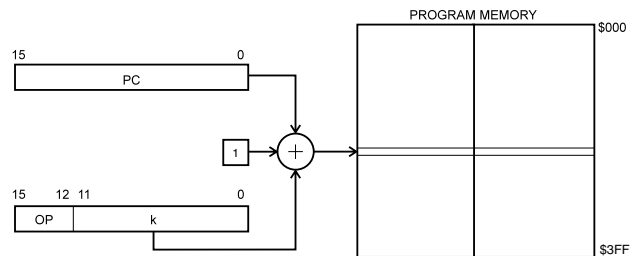 PROGRAM MEMORY
$000
15 0
PC
1
+
15 12 11 0
OP k
$3FF